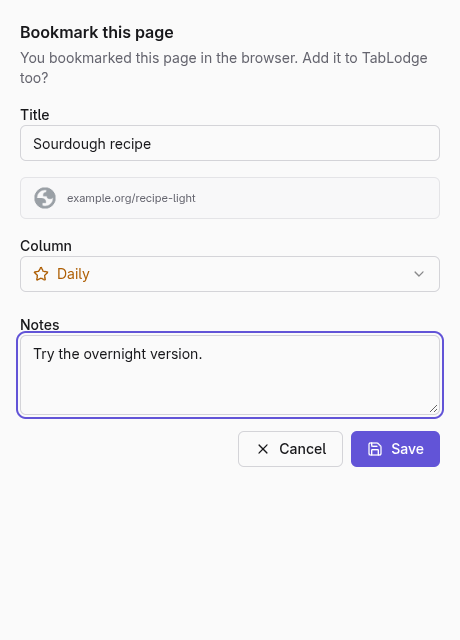 Bookmark this page
You bookmarked this page in the browser. Add it to TabLodge
too?
Title
Sourdough recipe
example.org/recipe-light
Column
Daily
Notes
Try the overnight version.
Cancel
Save